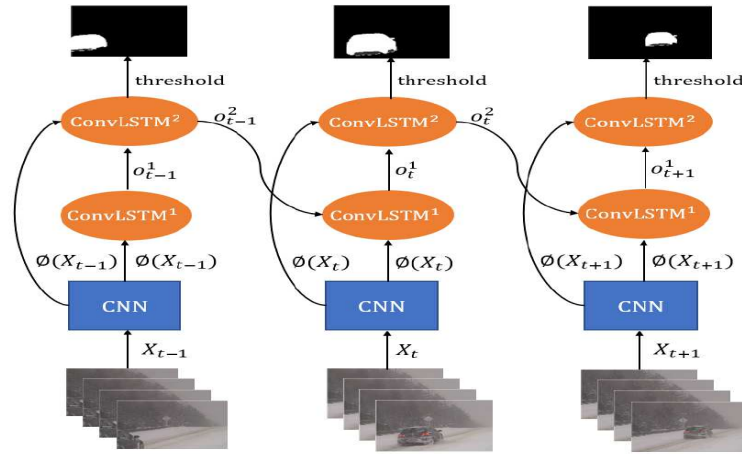 threshold threshold threshold
ConvLSTM² o²ₜ₋₁ ConvLSTM² o²ₜ ConvLSTM²
o¹ₜ₋₁ o¹ₜ o¹ₜ₊₁
ConvLSTM¹ ConvLSTM¹ ConvLSTM¹
Ø(Xₜ₋₁) Ø(Xₜ₋₁) Ø(Xₜ) Ø(Xₜ) Ø(Xₜ₊₁) Ø(Xₜ₊₁)
CNN CNN CNN
Xₜ₋₁ Xₜ Xₜ₊₁